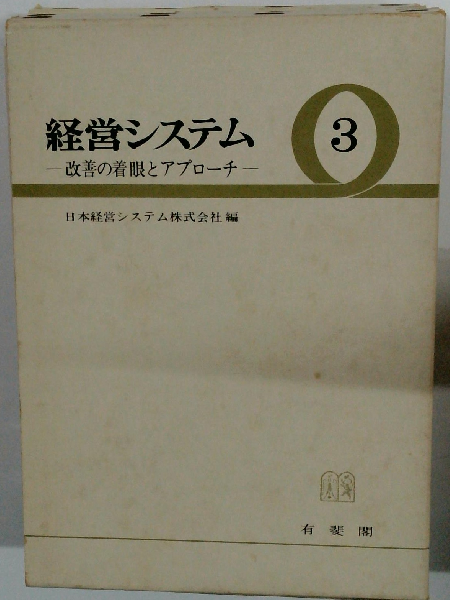 経営システム
3
―改善の着眼とアプローチ―
日本経営システム株式会社編
有斐閣